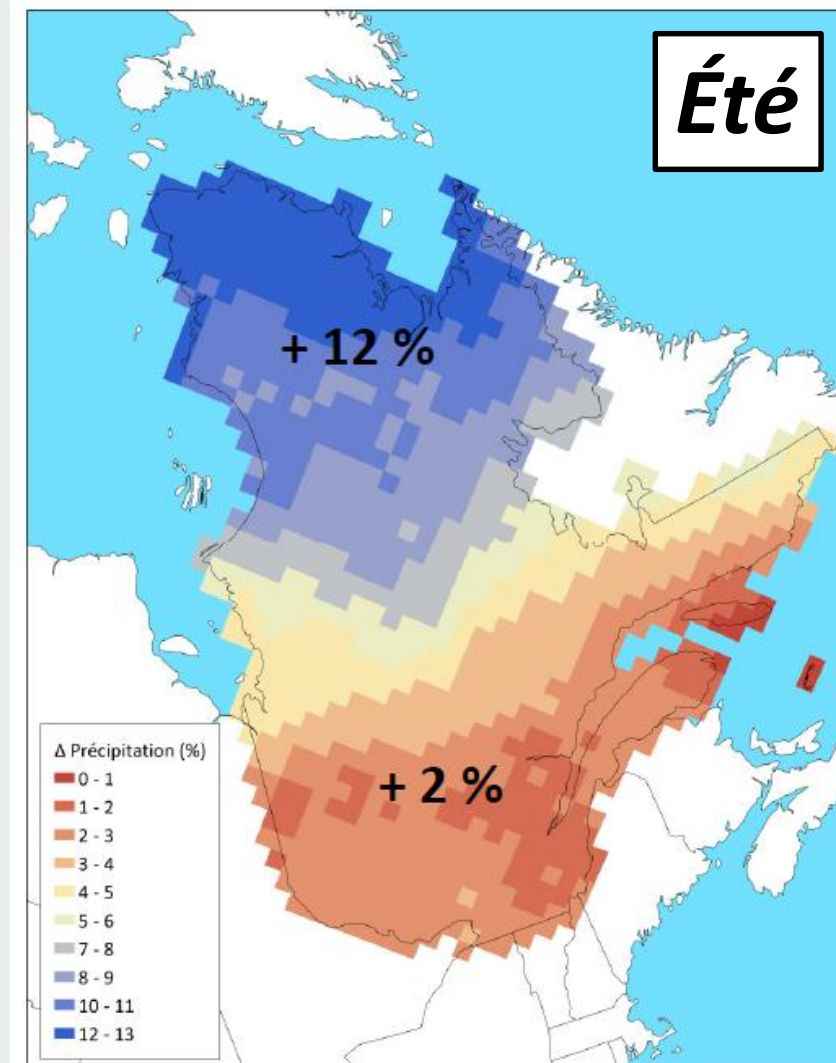 Été
+ 12 %
+ 2 %
Δ Précipitation (%)
0 - 1
1 - 2
2 - 3
3 - 4
4 - 5
5 - 6
7 - 8
8 - 9
10 - 11
12 - 13